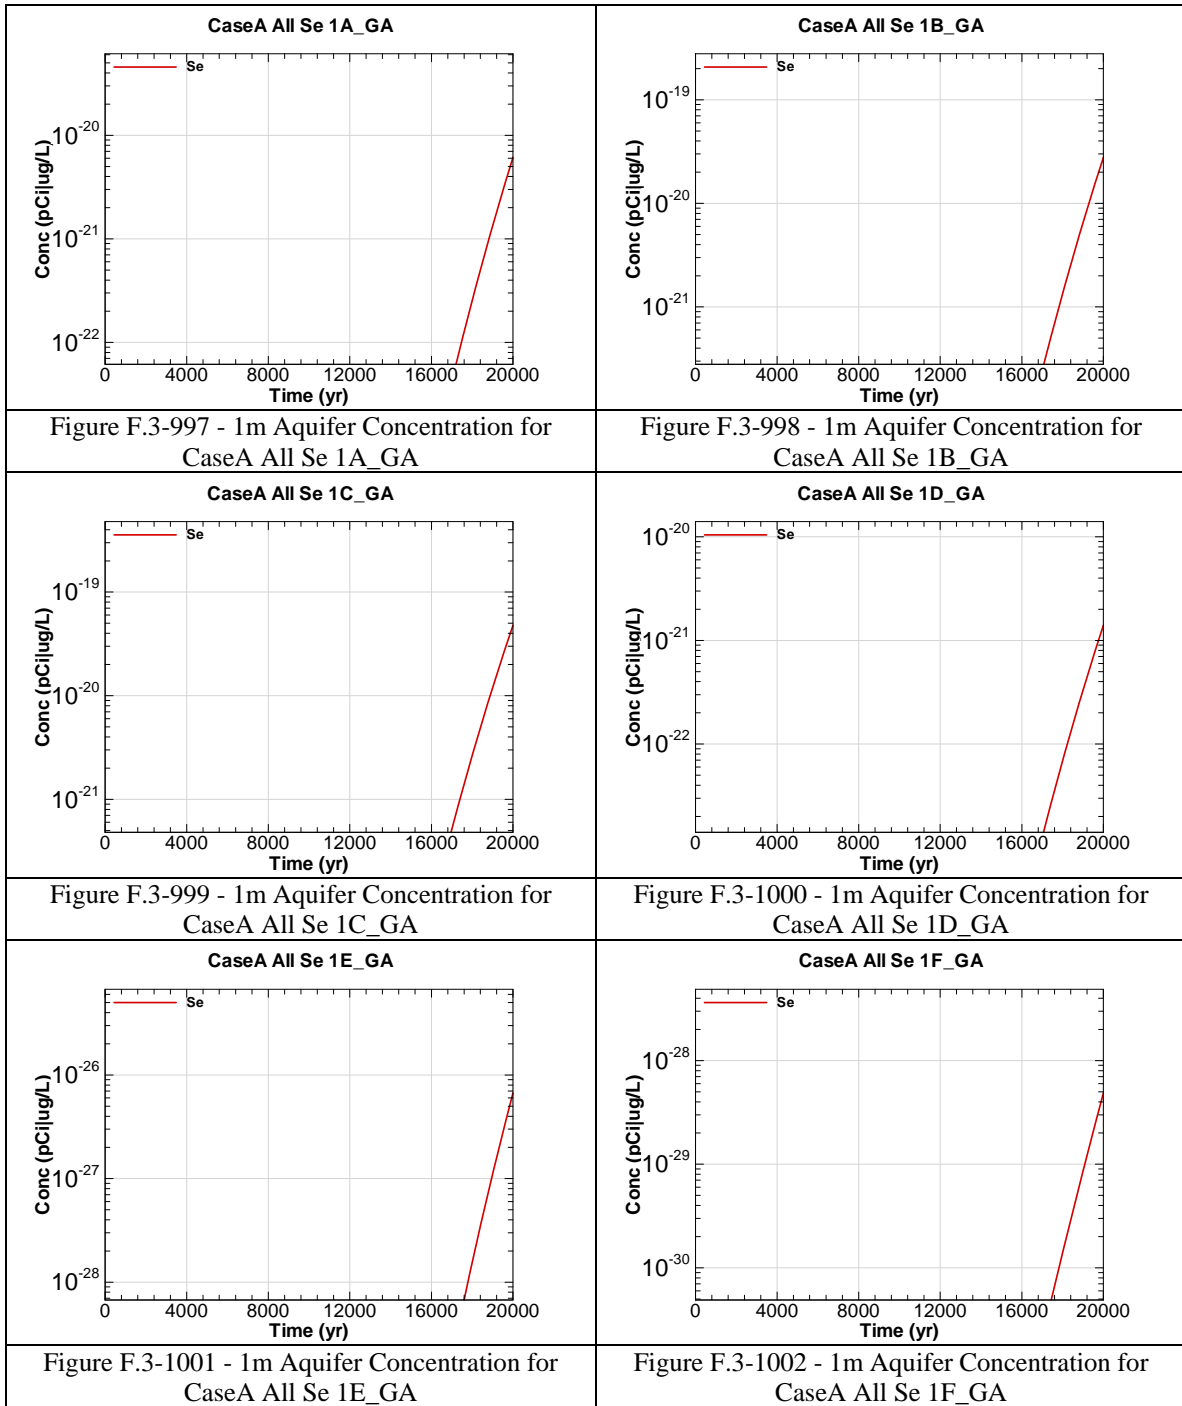 CaseA All Se 1A_GA
Se
Conc (pCi|ug/L)
10-20
10-21
10-22
0 4000 8000 12000 16000 20000
Time (yr)
Figure F.3-997 - 1m Aquifer Concentration for
CaseA All Se 1A_GA
CaseA All Se 1B_GA
Se
Conc (pCi|ug/L)
10-19
10-20
10-21
0 4000 8000 12000 16000 20000
Time (yr)
Figure F.3-998 - 1m Aquifer Concentration for
CaseA All Se 1B_GA
CaseA All Se 1C_GA
Se
Conc (pCi|ug/L)
10-19
10-20
10-21
0 4000 8000 12000 16000 20000
Time (yr)
Figure F.3-999 - 1m Aquifer Concentration for
CaseA All Se 1C_GA
CaseA All Se 1D_GA
Se
Conc (pCi|ug/L)
10-20
10-21
10-22
0 4000 8000 12000 16000 20000
Time (yr)
Figure F.3-1000 - 1m Aquifer Concentration for
CaseA All Se 1D_GA
CaseA All Se 1E_GA
Se
Conc (pCi|ug/L)
10-26
10-27
10-28
0 4000 8000 12000 16000 20000
Time (yr)
Figure F.3-1001 - 1m Aquifer Concentration for
CaseA All Se 1E_GA
CaseA All Se 1F_GA
Se
Conc (pCi|ug/L)
10-28
10-29
10-30
0 4000 8000 12000 16000 20000
Time (yr)
Figure F.3-1002 - 1m Aquifer Concentration for
CaseA All Se 1F_GA